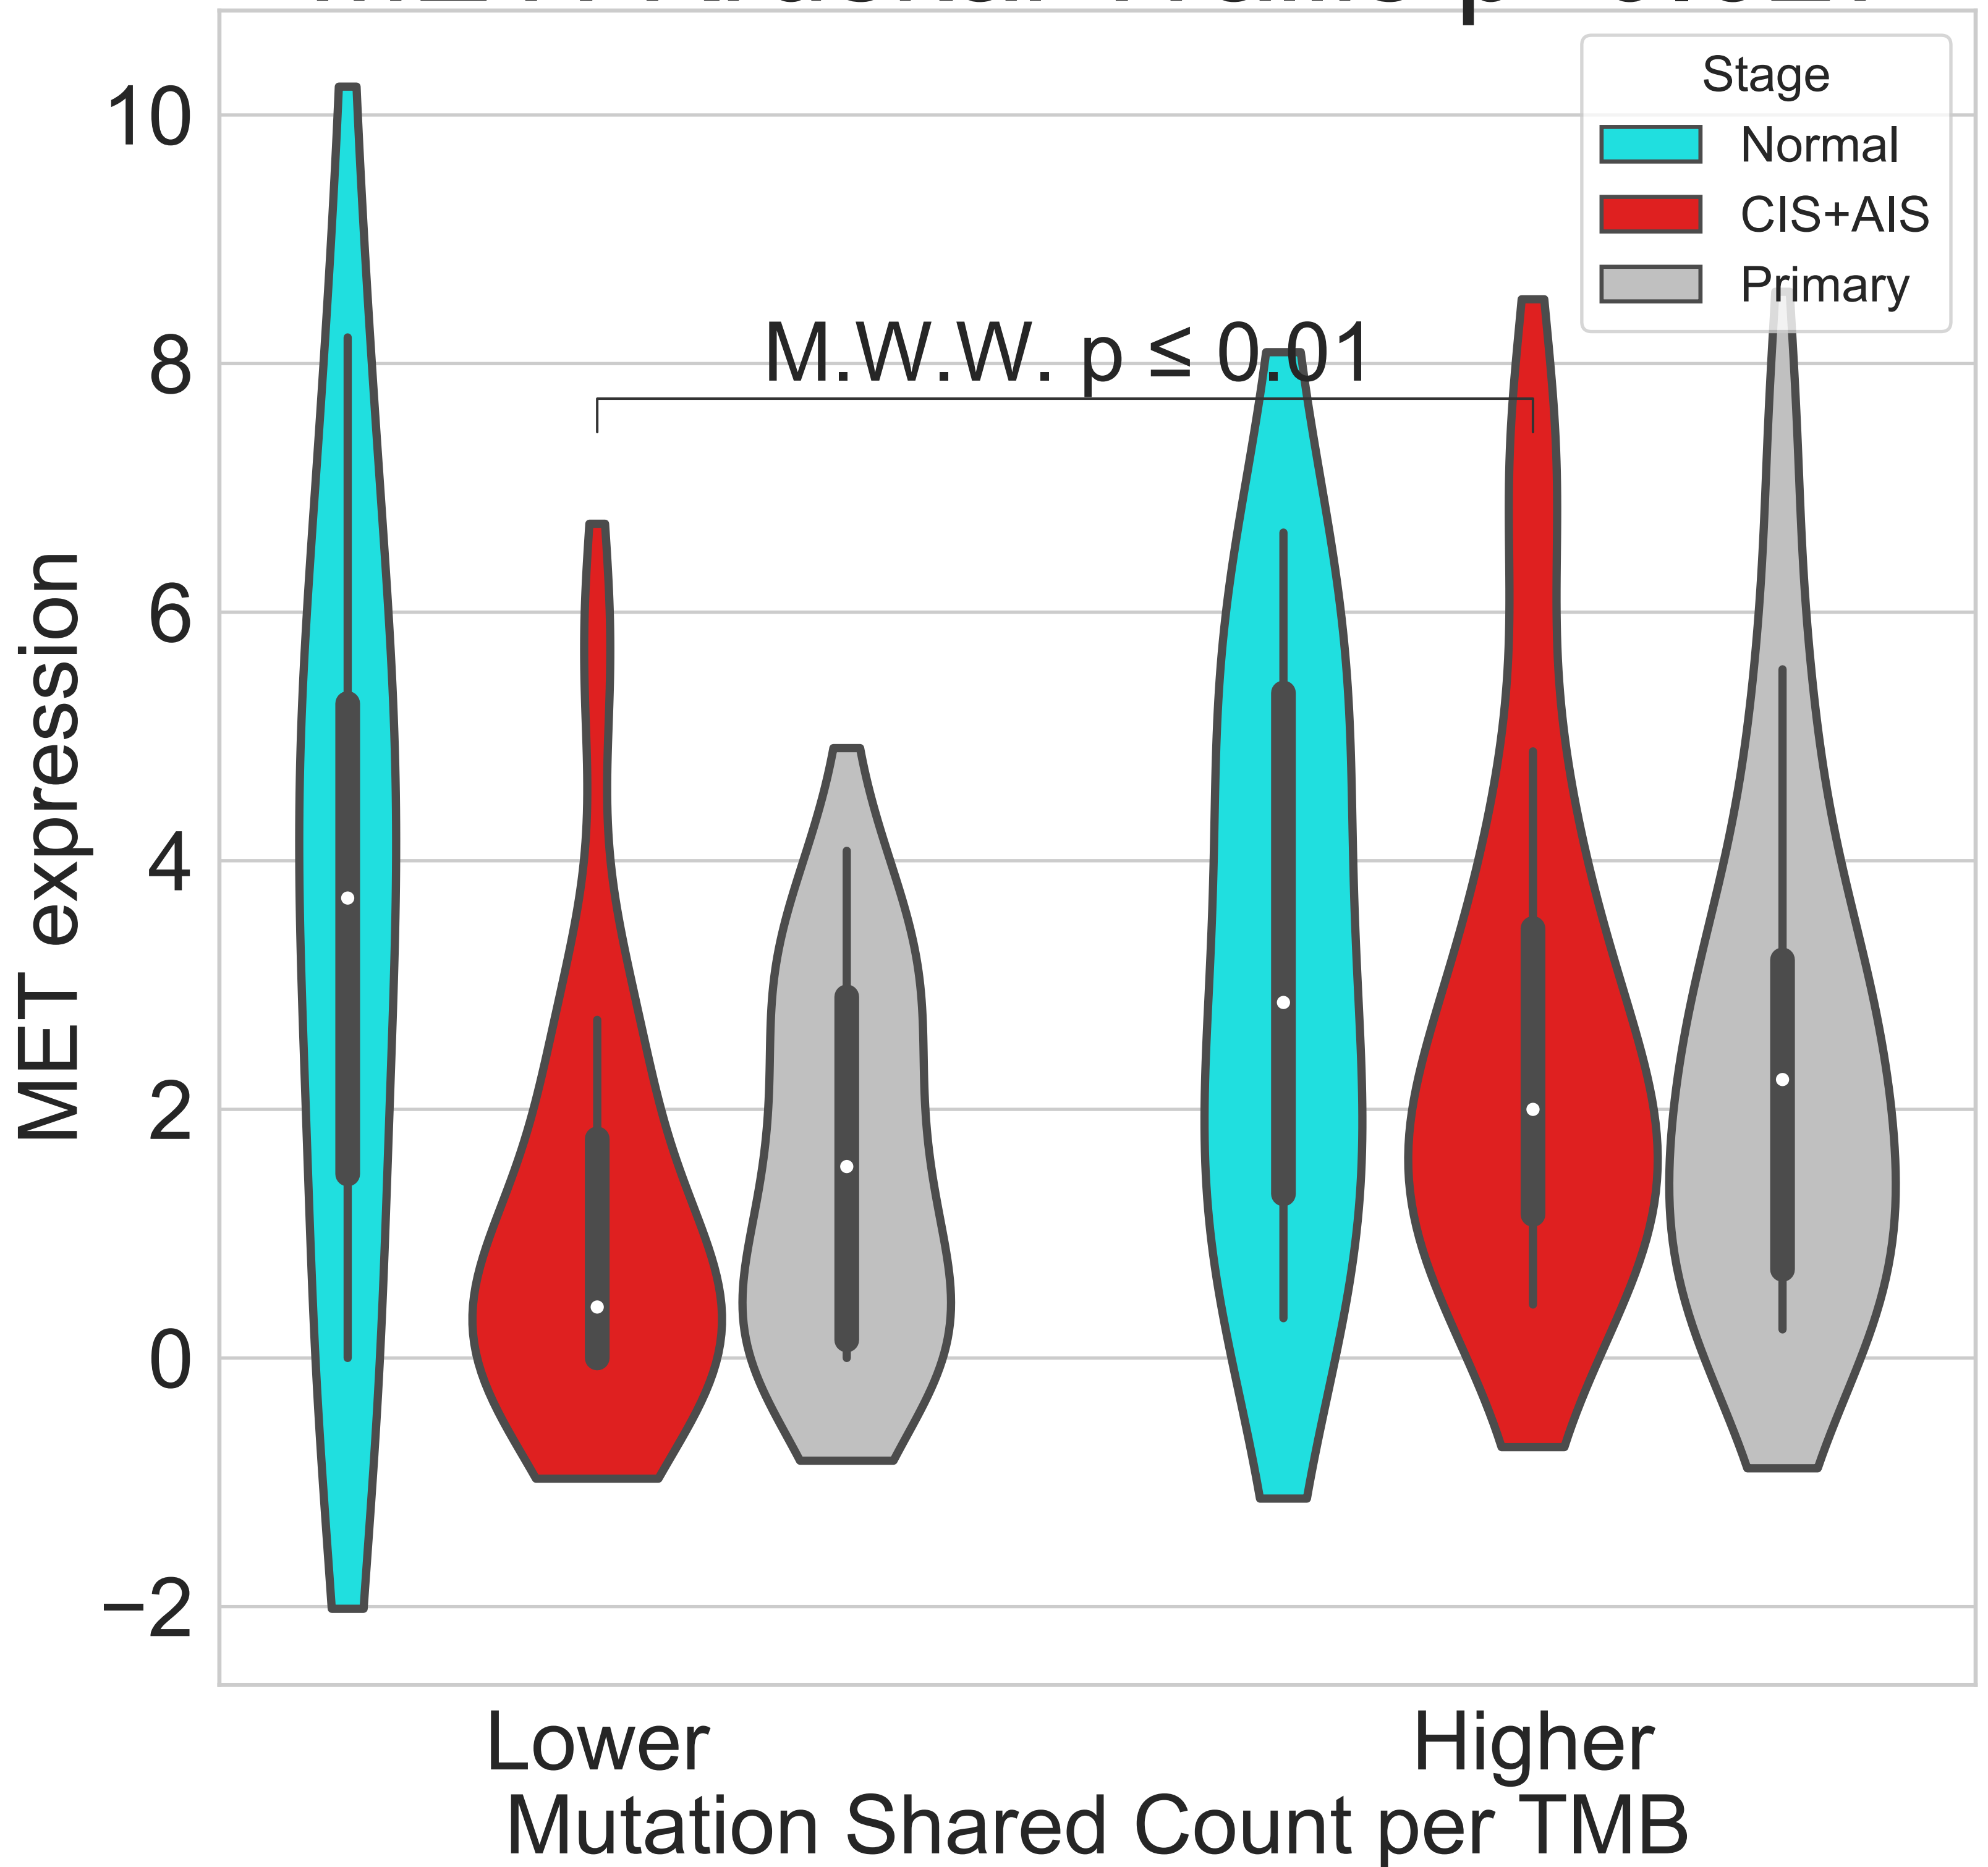 Stage
Normal
CIS+AIS
Primary
M.W.W. p ≤ 0.01
10
8
6
4
2
0
−2
MET expression
Lower
Higher
Mutation Shared Count per TMB